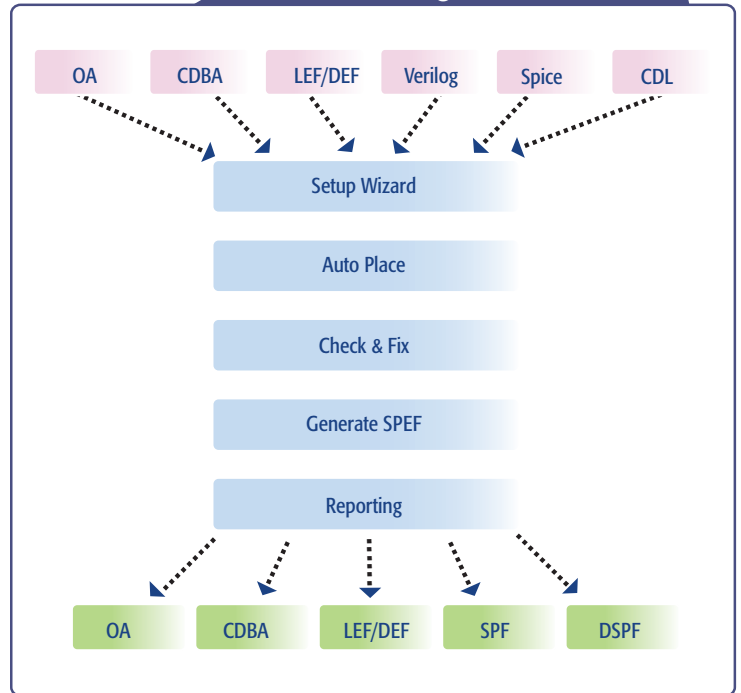 OA CDBA LEF/DEF Verilog Spice CDL
Setup Wizard
Auto Place
Check & Fix
Generate SPEF
Reporting
OA CDBA LEF/DEF SPF DSPF